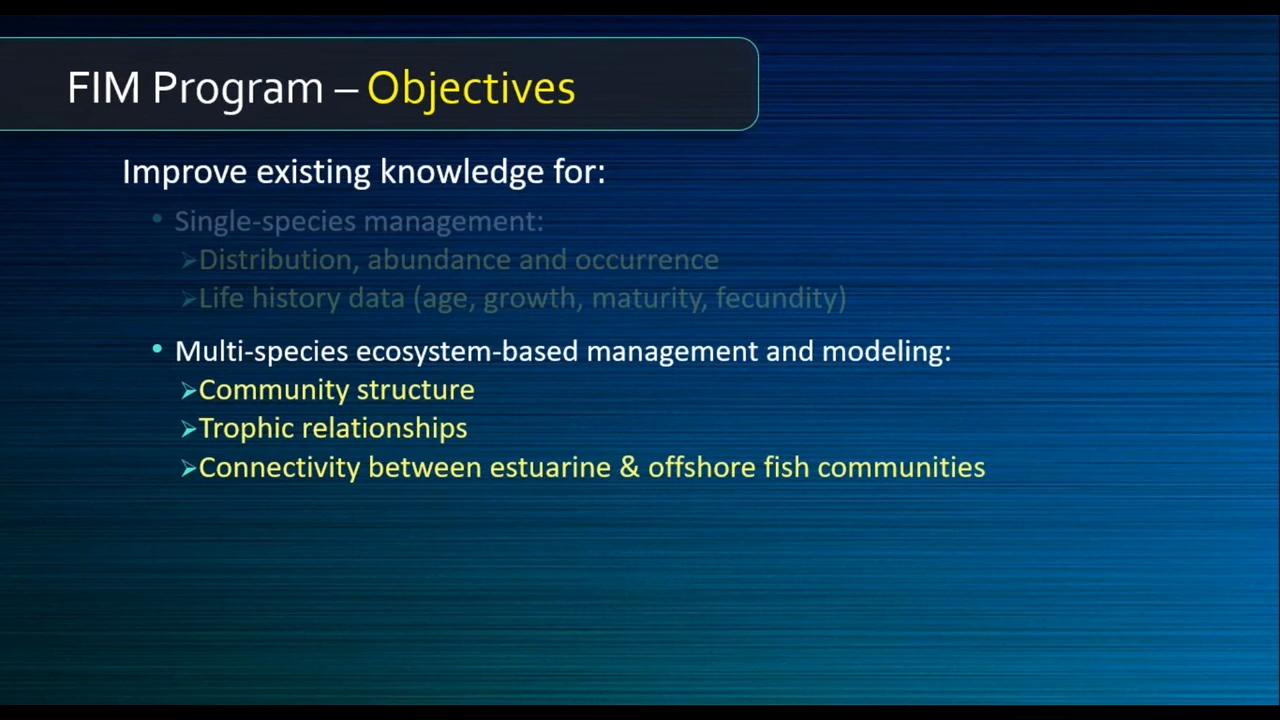 FIM Program – Objectives
Improve existing knowledge for:
• Single-species management:
➢Distribution, abundance and occurrence
➢Life history data (age, growth, maturity, fecundity)
• Multi-species ecosystem-based management and modeling:
➢Community structure
➢Trophic relationships
➢Connectivity between estuarine & offshore fish communities